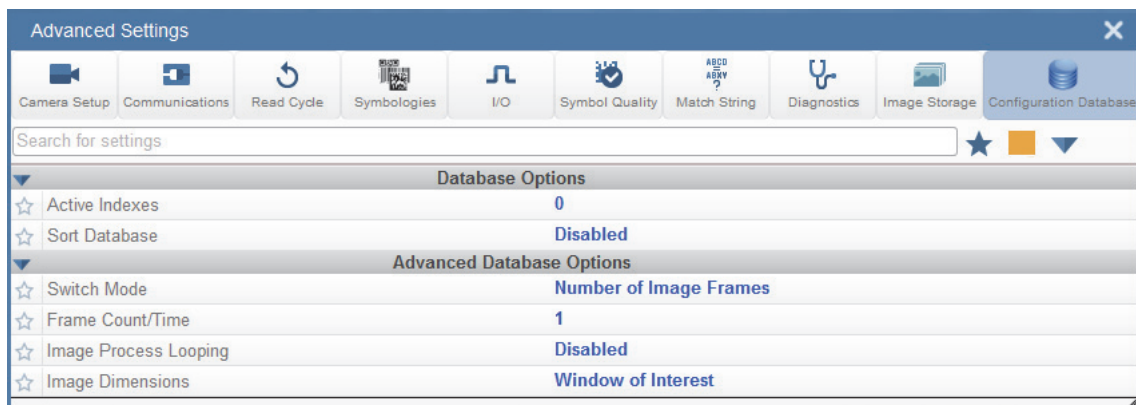 Advanced Settings
Camera Setup Communications Read Cycle Symbologies I/O Symbol Quality Match String Diagnostics Image Storage Configuration Database
ABCD
ABXY
?
Search for settings
Database Options
Active Indexes 0
Sort Database Disabled
Advanced Database Options
Switch Mode Number of Image Frames
Frame Count/Time 1
Image Process Looping Disabled
Image Dimensions Window of Interest